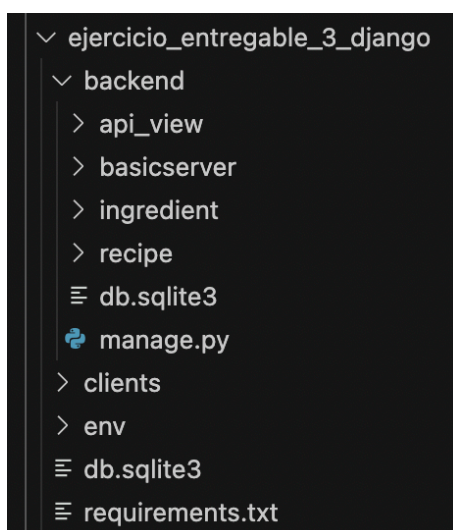 ejercicio_entregable_3_django
backend
api_view
basicserver
ingredient
recipe
db.sqlite3
manage.py
clients
env
db.sqlite3
requirements.txt